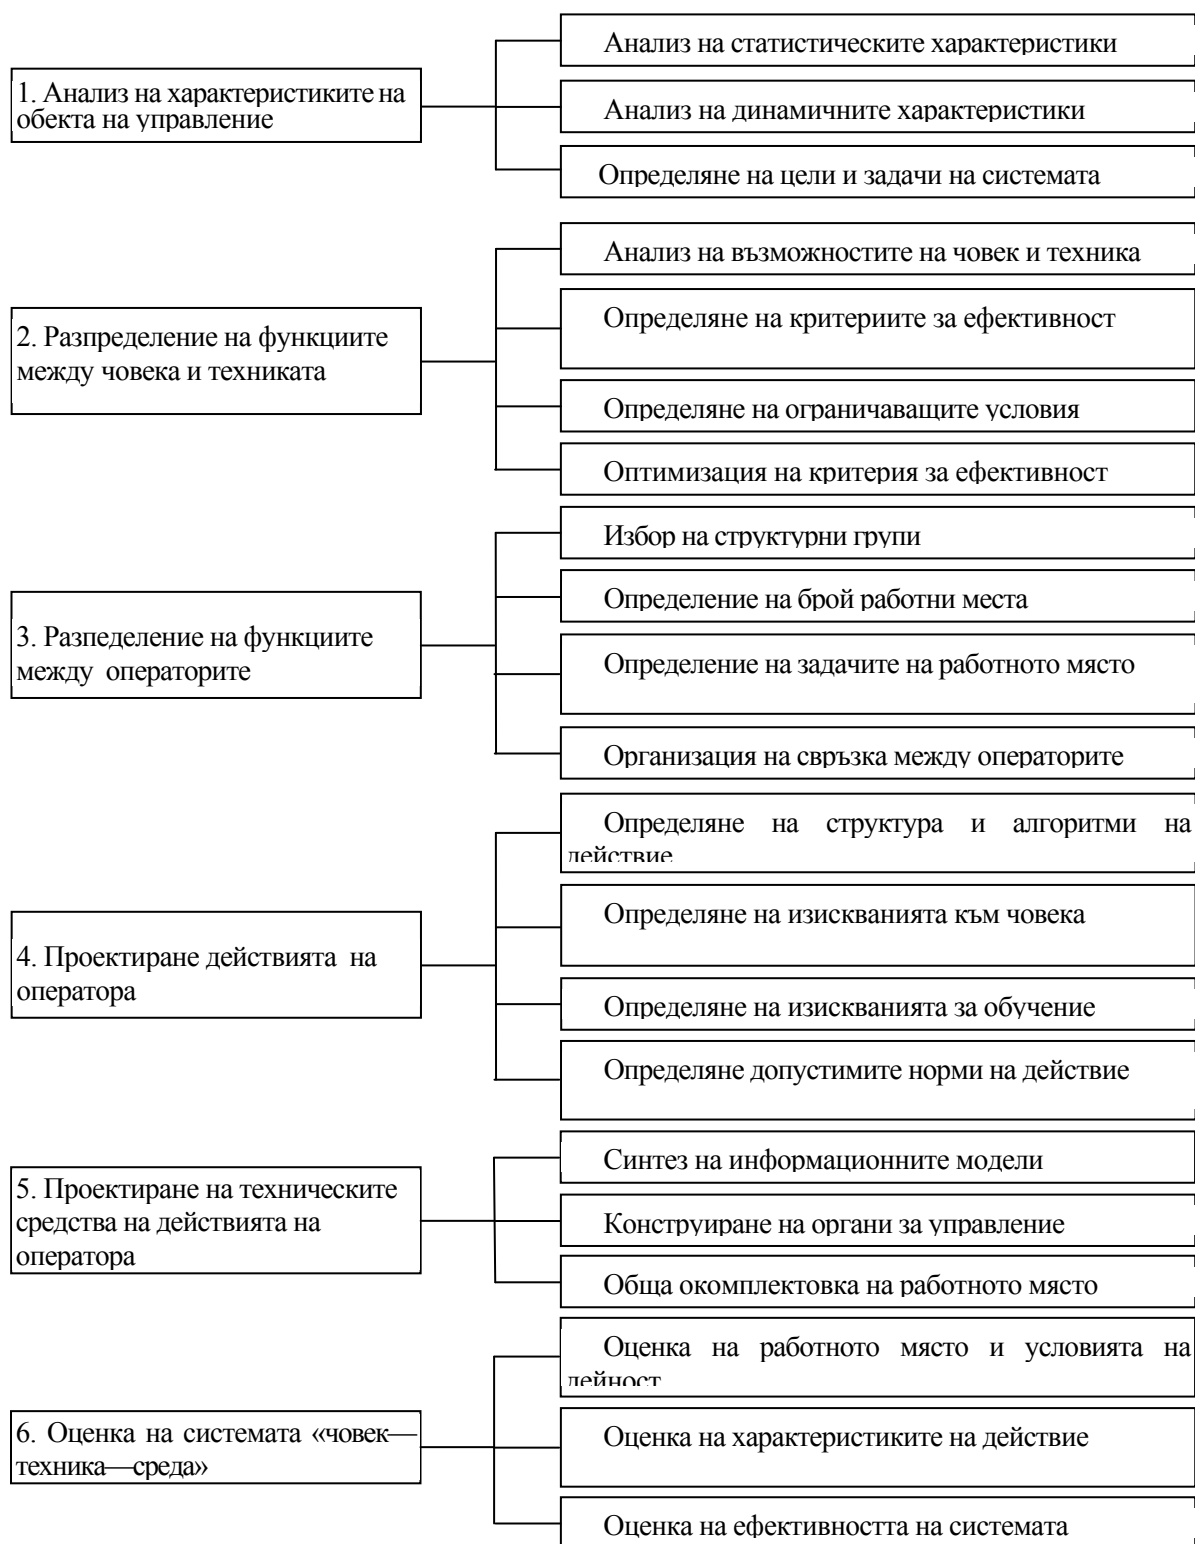 1. Анализ на характеристиките на
обекта на управление
Анализ на статистическите характеристики
Анализ на динамичните характеристики
Определяне на цели и задачи на системата
2. Разпределение на функциите
между човека и техниката
Анализ на възможностите на човек и техника
Определяне на критериите за ефективност
Определяне на ограничаващите условия
Оптимизация на критерия за ефективност
3. Разпеделение на функциите
между операторите
Избор на структурни групи
Определение на брой работни места
Определение на задачите на работното място
Организация на свръзка между операторите
4. Проектиране действията на
оператора
Определяне на структура и алгоритми на
действие
Определяне на изискванията към човека
Определяне на изискванията за обучение
Определяне допустимите норми на действие
5. Проектиране на техническите
средства на действията на
оператора
Синтез на информационните модели
Конструиране на органи за управление
Обща окомплектовка на работното място
6. Оценка на системата «човек—
техника—среда»
Оценка на работното място и условията на
дейност
Оценка на характеристиките на действие
Оценка на ефективността на системата